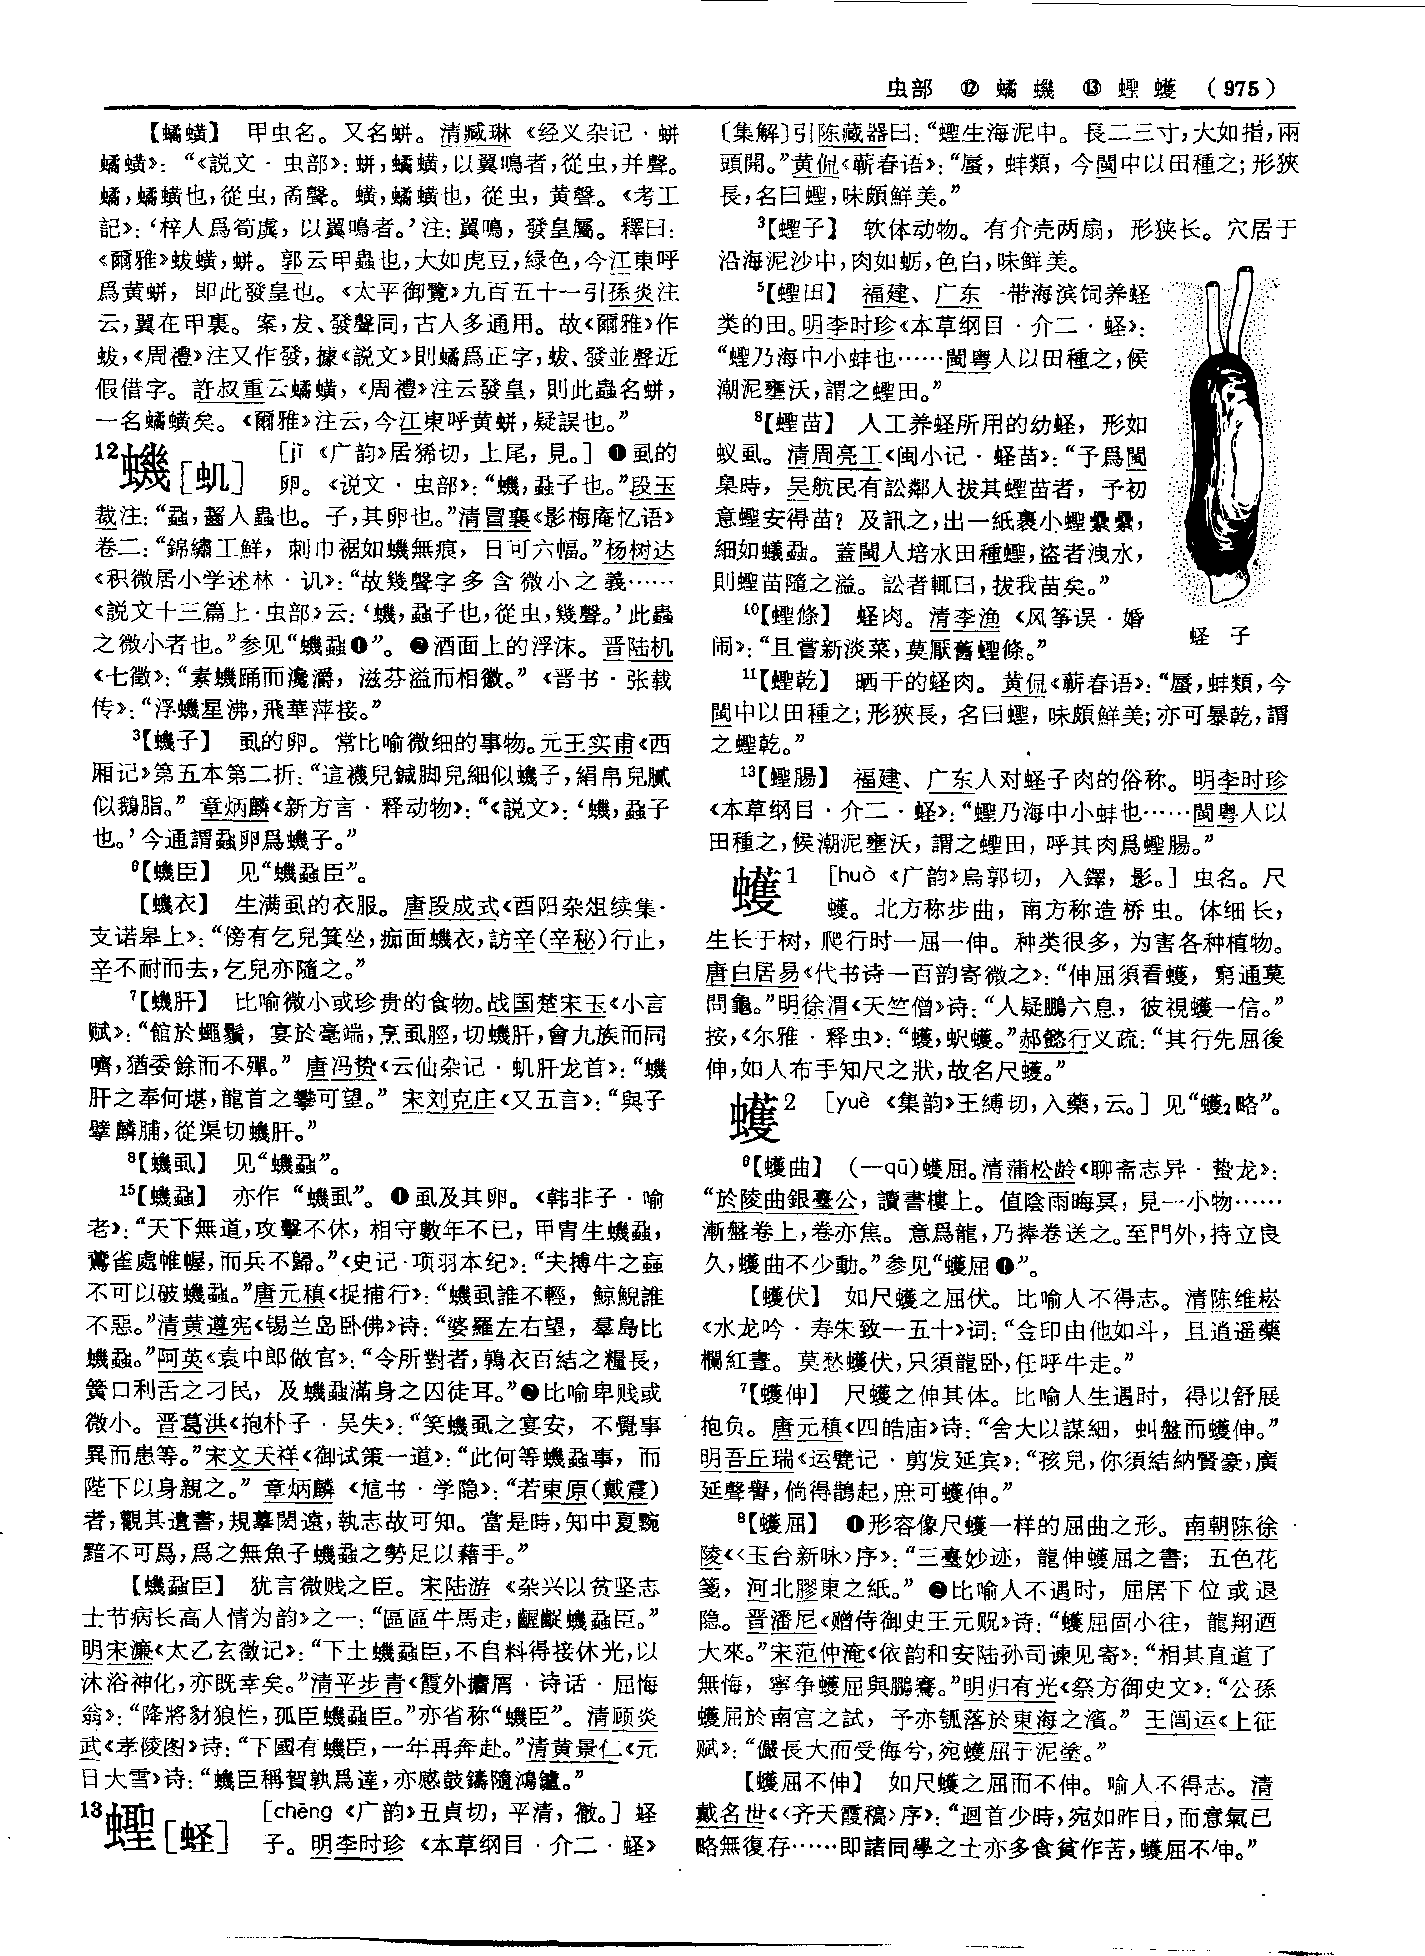 虫部 ⑫ 蟜 蟣 ⑬ 蟶 蠖 (975)
【蟜蟥】 甲虫名。又名蛢。清臧琳《经义杂记·蛢
蟜蟥》:“《説文·虫部》:蛢,蟜蟥,以翼鳴者,從虫,并聲。
蟜,蟜蟥也,從虫,矞聲。蟥,蟜蟥也,從虫,黄聲。《考工
記》:‘梓人爲筍虡,以翼鳴者。’注:翼鳴,發皇屬。釋曰:
《爾雅》蛂蟥,蛢。郭云甲蟲也,大如虎豆,緑色,今江東呼
爲黄蛢,即此發皇也。《太平御覽》九百五十一引孫炎注
云,翼在甲裏。案,发、發聲同,古人多通用。故《爾雅》作
蛂,《周禮》注又作發,據《説文》則蟜爲正字,蛂、發並聲近
假借字。許叔重云蟜蟥,《周禮》注云發皇,則此蟲名蛢,
一名蟜蟥矣。《爾雅》注云,今江東呼黄蛢,疑誤也。”
12蟣[虮] [jǐ 《广韵》居狶切,上尾,見。] ❶虱的
卵。《说文·虫部》:“蟣,蝨子也。”段玉
裁注:“蝨,齧人蟲也。子,其卵也。”清冒襄《影梅庵忆语》
卷二:“錦繡工鮮,刺巾裾如蟣無痕,日可六幅。”杨树达
《积微居小学述林·讥》:“故幾聲字多含微小之義……
《説文十三篇上·虫部》云:‘蟣,蝨子也,從虫,幾聲。’此蟲
之微小者也。”参见“蟣蝨❶”。❷酒面上的浮沫。晋陆机
《七徵》:“素蟣踊而瀺灂,滋芬溢而相徵。”《晋书·张载
传》:“浮蟣星沸,飛華萍接。”
3【蟣子】 虱的卵。常比喻微细的事物。元王实甫《西
厢记》第五本第二折:“這襪兒鍼脚兒細似蟣子,絹帛兒膩
似鵝脂。”章炳麟《新方言·释动物》:“《説文》:‘蟣,蝨子
也。’今通謂蝨卵爲蟣子。”
6【蟣臣】 见“蟣蝨臣”。
【蟣衣】 生满虱的衣服。唐段成式《酉阳杂俎续集·
支诺皋上》:“傍有乞兒箕坐,痂面蟣衣,訪辛(辛秘)行止,
辛不耐而去,乞兒亦隨之。”
7【蟣肝】 比喻微小或珍贵的食物。战国楚宋玉《小言
赋》:“館於蠅鬚,宴於毫端,烹虱脛,切蟣肝,會九族而同
嚌,猶委餘而不殫。”唐冯贽《云仙杂记·虮肝龙首》:“蟣
肝之奉何堪,龍首之攀可望。”宋刘克庄《又五言》:“與子
擘麟脯,從渠切蟣肝。”
8【蟣虱】 见“蟣蝨”。
15【蟣蝨】 亦作“蟣虱”。❶虱及其卵。《韩非子·喻
老》:“天下無道,攻擊不休,相守數年不已,甲胄生蟣蝨,
鷰雀處帷幄,而兵不歸。”《史记·项羽本纪》:“夫搏牛之蝱
不可以破蟣蝨。”唐元稹《捉捕行》:“蟣虱誰不輕,鯨鯢誰
不惡。”清黄遵宪《锡兰岛卧佛》诗:“婆羅左右望,羣島比
蟣蝨。”阿英《袁中郎做官》:“令所對者,鶉衣百結之糧長,
簧口利舌之刁民,及蟣蝨滿身之囚徒耳。”❷比喻卑贱或
微小。晋葛洪《抱朴子·吴失》:“笑蟣虱之宴安,不覺事
異而患等。”宋文天祥《御试策一道》:“此何等蟣蝨事,而
陛下以身親之。”章炳麟《訄书·学隐》:“若東原(戴震)
者,觀其遺書,規摹閎遠,執志故可知。當是時,知中夏黦
黯不可爲,爲之無魚子蟣蝨之勢足以藉手。”
【蟣蝨臣】 犹言微贱之臣。宋陆游《杂兴以贫坚志
士节病长高人情为韵》之一:“區區牛馬走,齷齪蟣蝨臣。”
明宋濂《太乙玄徵记》:“下土蟣蝨臣,不自料得接休光,以
沐浴神化,亦既幸矣。”清平步青《霞外攟屑·诗话·屈悔
翁》:“降將豺狼性,孤臣蟣蝨臣。”亦省称“蟣臣”。清顾炎
武《孝陵图》诗:“下國有蟣臣,一年再奔赴。”清黄景仁《元
日大雪》诗:“蟣臣稱賀孰爲達,亦感鼓鑄隨鴻鑪。”
13蟶[蛏] [chēng 《广韵》丑貞切,平清,徹。] 蛏
子。明李时珍《本草纲目·介二·蛏》
〔集解〕引陈藏器曰:“蟶生海泥中。長二三寸,大如指,兩
頭開。”黄侃《蕲春语》:“蜃,蚌類,今閩中以田種之;形狹
長,名曰蟶,味頗鮮美。”
3【蟶子】 软体动物。有介壳两扇,形狭长。穴居于
沿海泥沙中,肉如蛎,色白,味鲜美。
5【蟶田】 福建、广东一带海滨饲养蛏
类的田。明李时珍《本草纲目·介二·蛏》:
“蟶乃海中小蚌也……閩粤人以田種之,候
潮泥壅沃,謂之蟶田。”
8【蟶苗】 人工养蛏所用的幼蛏,形如
蚁虱。清周亮工《闽小记·蛏苗》:“予爲閩
臬時,吴航民有訟鄰人拔其蟶苗者,予初
意蟶安得苗?及訊之,出一紙裹小蟶纍纍,
細如蟻蝨。蓋閩人培水田種蟶,盜者洩水,
則蟶苗隨之溢。訟者輒曰,拔我苗矣。”
10【蟶條】 蛏肉。清李渔《风筝误·婚
闹》:“且嘗新淡菜,莫厭舊蟶條。”
蛏 子
11【蟶乾】 晒干的蛏肉。黄侃《蕲春语》:“蜃,蚌類,今
閩中以田種之;形狹長,名曰蟶,味頗鮮美;亦可暴乾,謂
之蟶乾。”
13【蟶腸】 福建、广东人对蛏子肉的俗称。明李时珍
《本草纲目·介二·蛏》:“蟶乃海中小蚌也……閩粤人以
田種之,候潮泥壅沃,謂之蟶田,呼其肉爲蟶腸。”
蠖1 [huò 《广韵》烏郭切,入鐸,影。] 虫名。尺
蠖。北方称步曲,南方称造桥虫。体细长,
生长于树,爬行时一屈一伸。种类很多,为害各种植物。
唐白居易《代书诗一百韵寄微之》:“伸屈須看蠖,窮通莫
問龜。”明徐渭《天竺僧》诗:“人疑鵬六息,彼視蠖一信。”
按,《尔雅·释虫》:“蠖,蚇蠖。”郝懿行义疏:“其行先屈後
伸,如人布手知尺之狀,故名尺蠖。”
蠖2 [yuè 《集韵》王縛切,入藥,云。] 见“蠖2略”。
6【蠖曲】 (一qū)蠖屈。清蒲松龄《聊斋志异·蛰龙》:
“於陵曲銀臺公,讀書樓上。值陰雨晦冥,見一小物……
漸盤卷上,卷亦焦。意爲龍,乃捧卷送之。至門外,持立良
久,蠖曲不少動。”参见“蠖屈❶”。
【蠖伏】 如尺蠖之屈伏。比喻人不得志。清陈维崧
《水龙吟·寿朱致一五十》词:“金印由他如斗,且逍遥藥
欄紅晝。莫愁蠖伏,只須龍卧,任呼牛走。”
7【蠖伸】 尺蠖之伸其体。比喻人生遇时,得以舒展
抱负。唐元稹《四皓庙》诗:“舍大以謀細,虯盤而蠖伸。”
明吾丘瑞《运甓记·剪发延宾》:“孩兒,你須結納賢豪,廣
延聲譽,倘得鵲起,庶可蠖伸。”
8【蠖屈】 ❶形容像尺蠖一样的屈曲之形。南朝陈徐
陵《〈玉台新咏〉序》:“三臺妙迹,龍伸蠖屈之書;五色花
箋,河北膠東之紙。”❷比喻人不遇时,屈居下位或退
隐。晋潘尼《赠侍御史王元贶》诗:“蠖屈固小往,龍翔迺
大來。”宋范仲淹《依韵和安陆孙司谏见寄》:“相其直道了
無悔,寧争蠖屈與鵬騫。”明归有光《祭方御史文》:“公孫
蠖屈於南宫之試,予亦瓠落於東海之濱。”王闿运《上征
赋》:“儼長大而受侮兮,宛蠖屈于泥塗。”
【蠖屈不伸】 如尺蠖之屈而不伸。喻人不得志。清
戴名世《〈齐天霞稿〉序》:“迴首少時,宛如昨日,而意氣已
略無復存……即諸同學之士亦多食貧作苦,蠖屈不伸。”